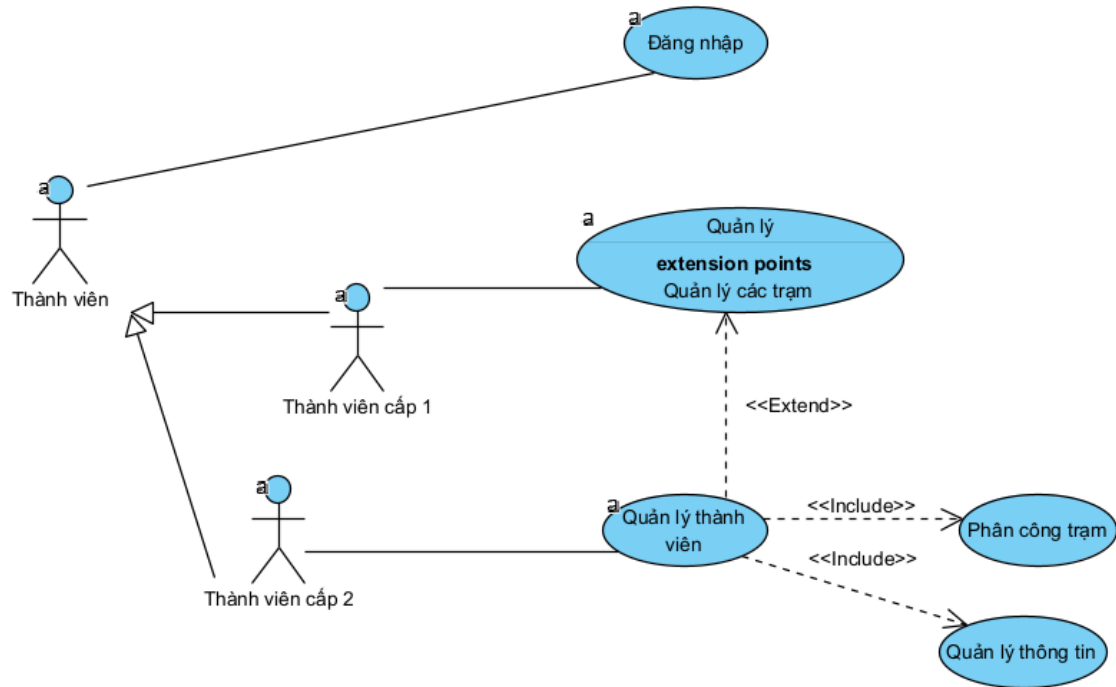 a
Đăng nhập
a
Thành viên
a
Quản lý
extension points
Quản lý các trạm
a
Thành viên cấp 1
<<Extend>>
a
Thành viên cấp 2
a
Quản lý thành
viên
<<Include>>
Phân công trạm
<<Include>>
Quản lý thông tin